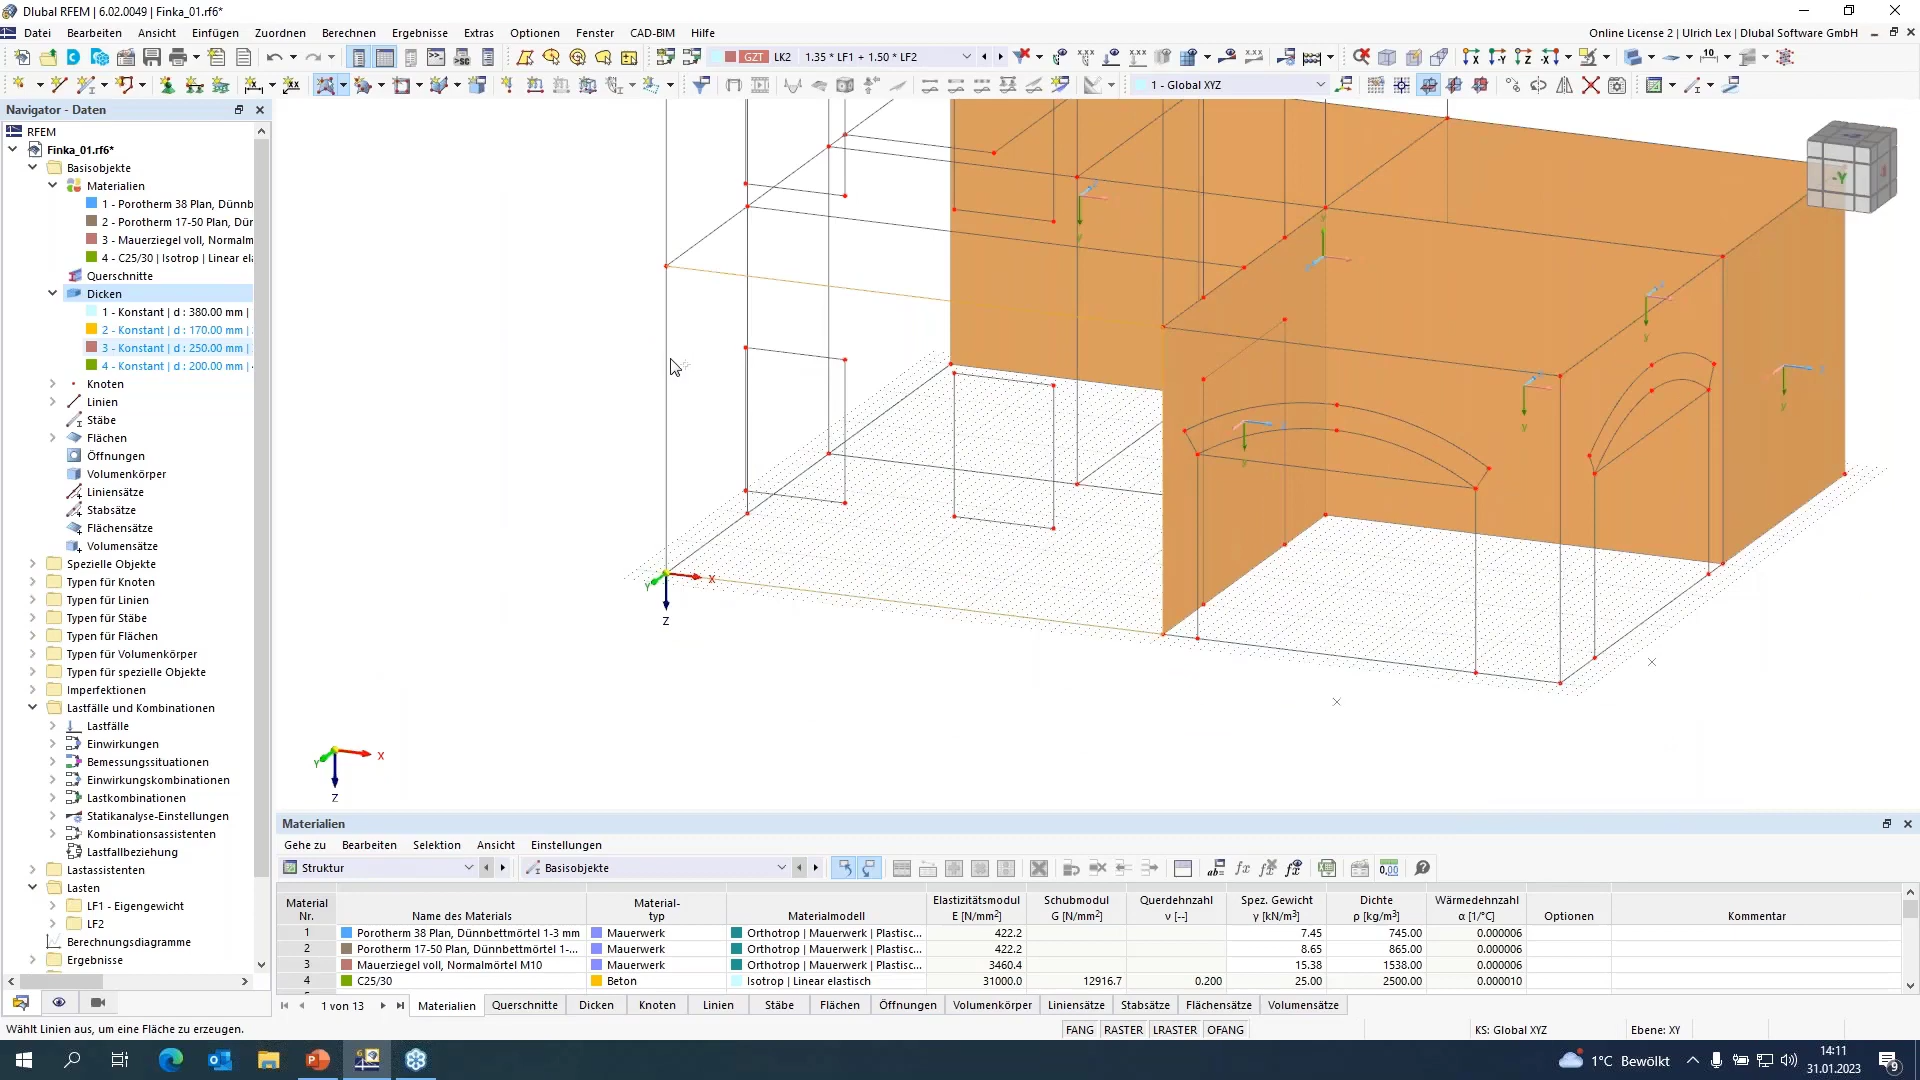 Dlubal RFEM | 6.02.0049 | Finka_01.rf6*
Datei Bearbeiten Ansicht Einfügen Zuordnen Berechnen Ergebnisse Extras Optionen Fenster CAD-BIM Hilfe
Online License 2 | Ulrich Lex | Dlubal Software GmbH
GZT LK2 1.35 * LF1 + 1.50 * LF2
1 - Global XYZ
Navigator - Daten
RFEM
Finka_01.rf6*
Basisobjekte
Materialien
1 - Porotherm 38 Plan, Dünnb
2 - Porotherm 17-50 Plan, Dür
3 - Mauerziegel voll, Normalm
4 - C25/30 | Isotrop | Linear ela
Querschnitte
Dicken
1 - Konstant | d : 380.00 mm |
2 - Konstant | d : 170.00 mm |
3 - Konstant | d : 250.00 mm |
4 - Konstant | d : 200.00 mm |
Knoten
Linien
Stäbe
Flächen
Öffnungen
Volumenkörper
Liniensätze
Stabsätze
Flächensätze
Volumensätze
Spezielle Objekte
Typen für Knoten
Typen für Linien
Typen für Stäbe
Typen für Flächen
Typen für Volumenkörper
Typen für spezielle Objekte
Imperfektionen
Lastfälle und Kombinationen
Lastfälle
Einwirkungen
Bemessungssituationen
Einwirkungskombinationen
Lastkombinationen
Statikanalyse-Einstellungen
Kombinationsassistenten
Lastfallbeziehung
Lastassistenten
Lasten
LF1 - Eigengewicht
LF2
Berechnungsdiagramme
Ergebnisse
-Y
X
Y
Z
X
Y
Z
Materialien
Gehe zu Bearbeiten Selektion Ansicht Einstellungen
Struktur Basisobjekte
Material Nr. Name des Materials Material-typ Materialmodell Elastizitätsmodul E [N/mm²] Schubmodul G [N/mm²] Querdehnzahl ν [--] Spez. Gewicht γ [kN/m³] Dichte ρ [kg/m³] Wärmedehnzahl α [1/°C] Optionen Kommentar
1 Porotherm 38 Plan, Dünnbettmörtel 1-3 mm Mauerwerk Orthotrop | Mauerwerk | Plastisc... 422.2 7.45 745.00 0.000006
2 Porotherm 17-50 Plan, Dünnbettmörtel 1-... Mauerwerk Orthotrop | Mauerwerk | Plastisc... 422.2 8.65 865.00 0.000006
3 Mauerziegel voll, Normalmörtel M10 Mauerwerk Orthotrop | Mauerwerk | Plastisc... 3460.4 15.38 1538.00 0.000006
4 C25/30 Beton Isotrop | Linear elastisch 31000.0 12916.7 0.200 25.00 2500.00 0.000010
1 von 13 Materialien Querschnitte Dicken Knoten Linien Stäbe Flächen Öffnungen Volumenkörper Liniensätze Stabsätze Flächensätze Volumensätze
Wählt Linien aus, um eine Fläche zu erzeugen.
FANG RASTER LRASTER OFANG
KS: Global XYZ
Ebene: XY
1°C Bewölkt
14:11
31.01.2023
9